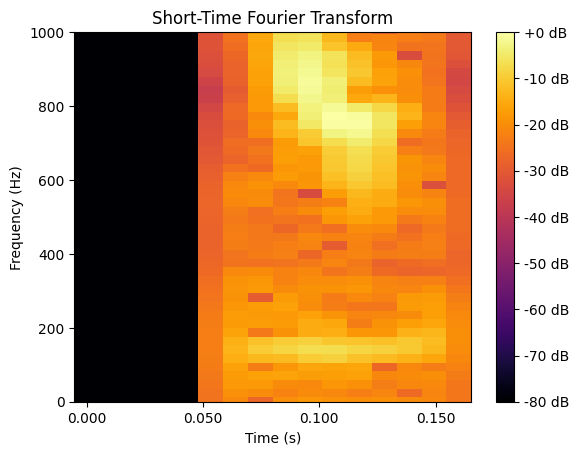 Short-Time Fourier Transform
1000
800
600
400
200
0
Frequency (Hz)
0.000
0.050
0.100
0.150
Time (s)
+0 dB
-10 dB
-20 dB
-30 dB
-40 dB
-50 dB
-60 dB
-70 dB
-80 dB